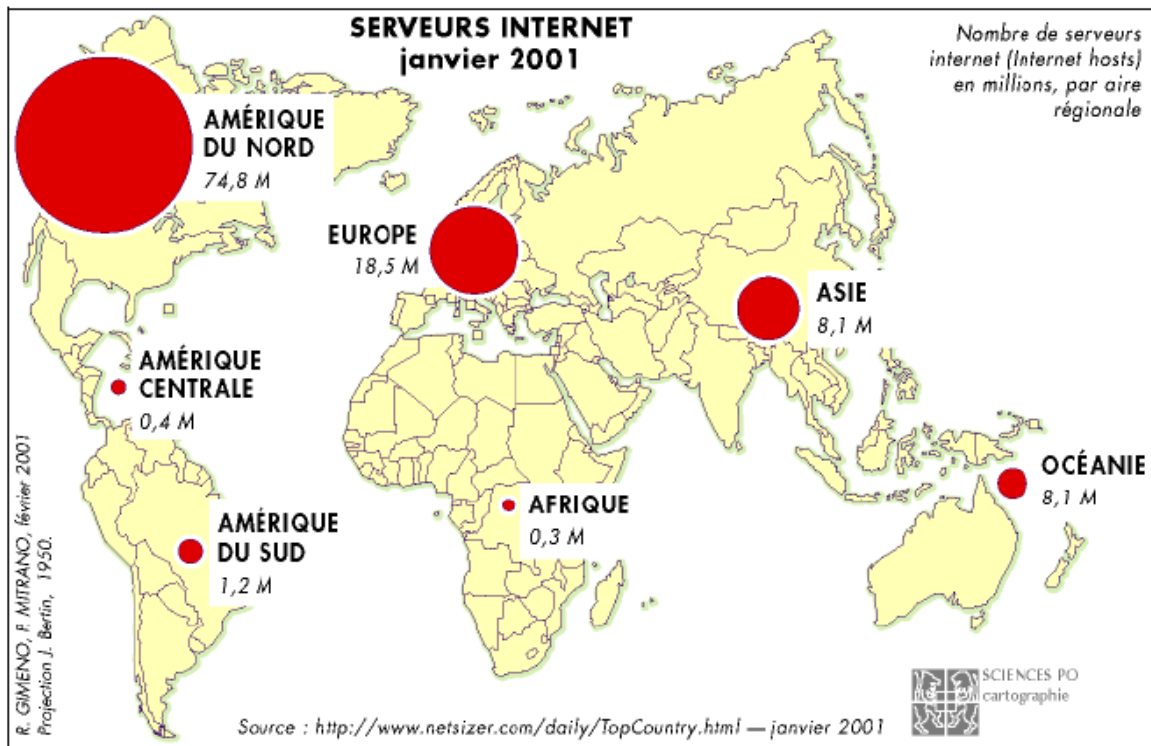 SERVEURS INTERNET
janvier 2001
Nombre de serveurs
internet (Internet hosts)
en millions, par aire
régionale
AMÉRIQUE
DU NORD
74,8 M
EUROPE
18,5 M
ASIE
8,1 M
AMÉRIQUE
CENTRALE
0,4 M
OCÉANIE
8,1 M
AFRIQUE
0,3 M
AMÉRIQUE
DU SUD
1,2 M
R. GIMENO, P. MITRANO, février 2001
Projection J. Bertin, 1950.
SCIENCES PO
cartographie
Source : http://www.netsizer.com/daily/TopCountry.html — janvier 2001